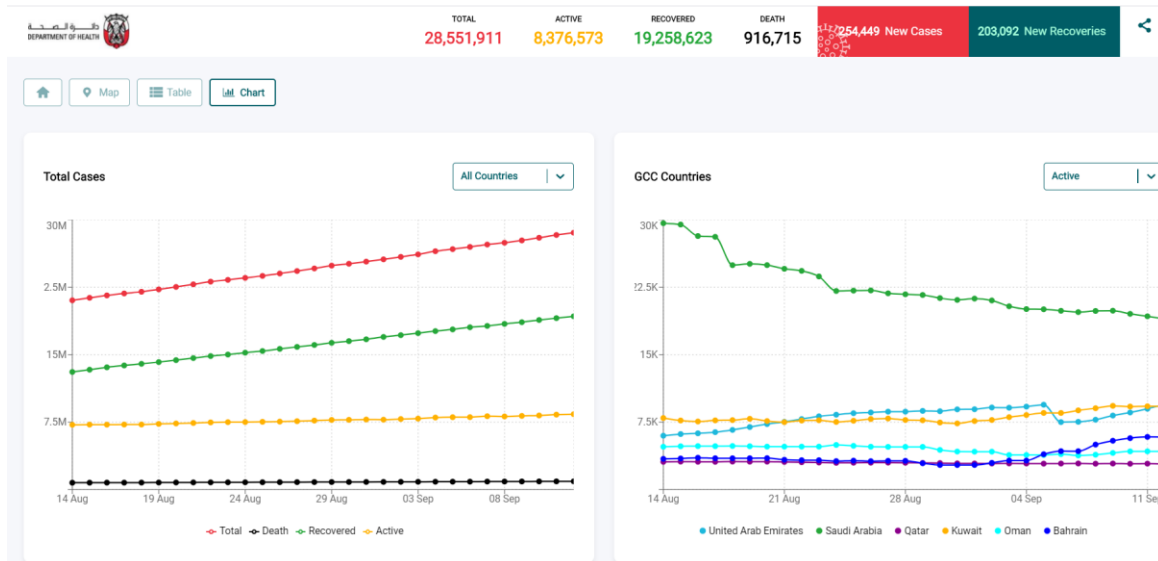 دائــرة الـصــحــة
DEPARTMENT OF HEALTH
TOTAL
28,551,911
ACTIVE
8,376,573
RECOVERED
19,258,623
DEATH
916,715
254,449 New Cases
203,092 New Recoveries
Map
Table
Chart
Total Cases
All Countries
30M
2.5M
15M
7.5M
14 Aug
19 Aug
24 Aug
29 Aug
03 Sep
08 Sep
Total
Death
Recovered
Active
GCC Countries
Active
30K
22.5K
15K
7.5K
14 Aug
21 Aug
28 Aug
04 Sep
11 Se
United Arab Emirates
Saudi Arabia
Qatar
Kuwait
Oman
Bahrain